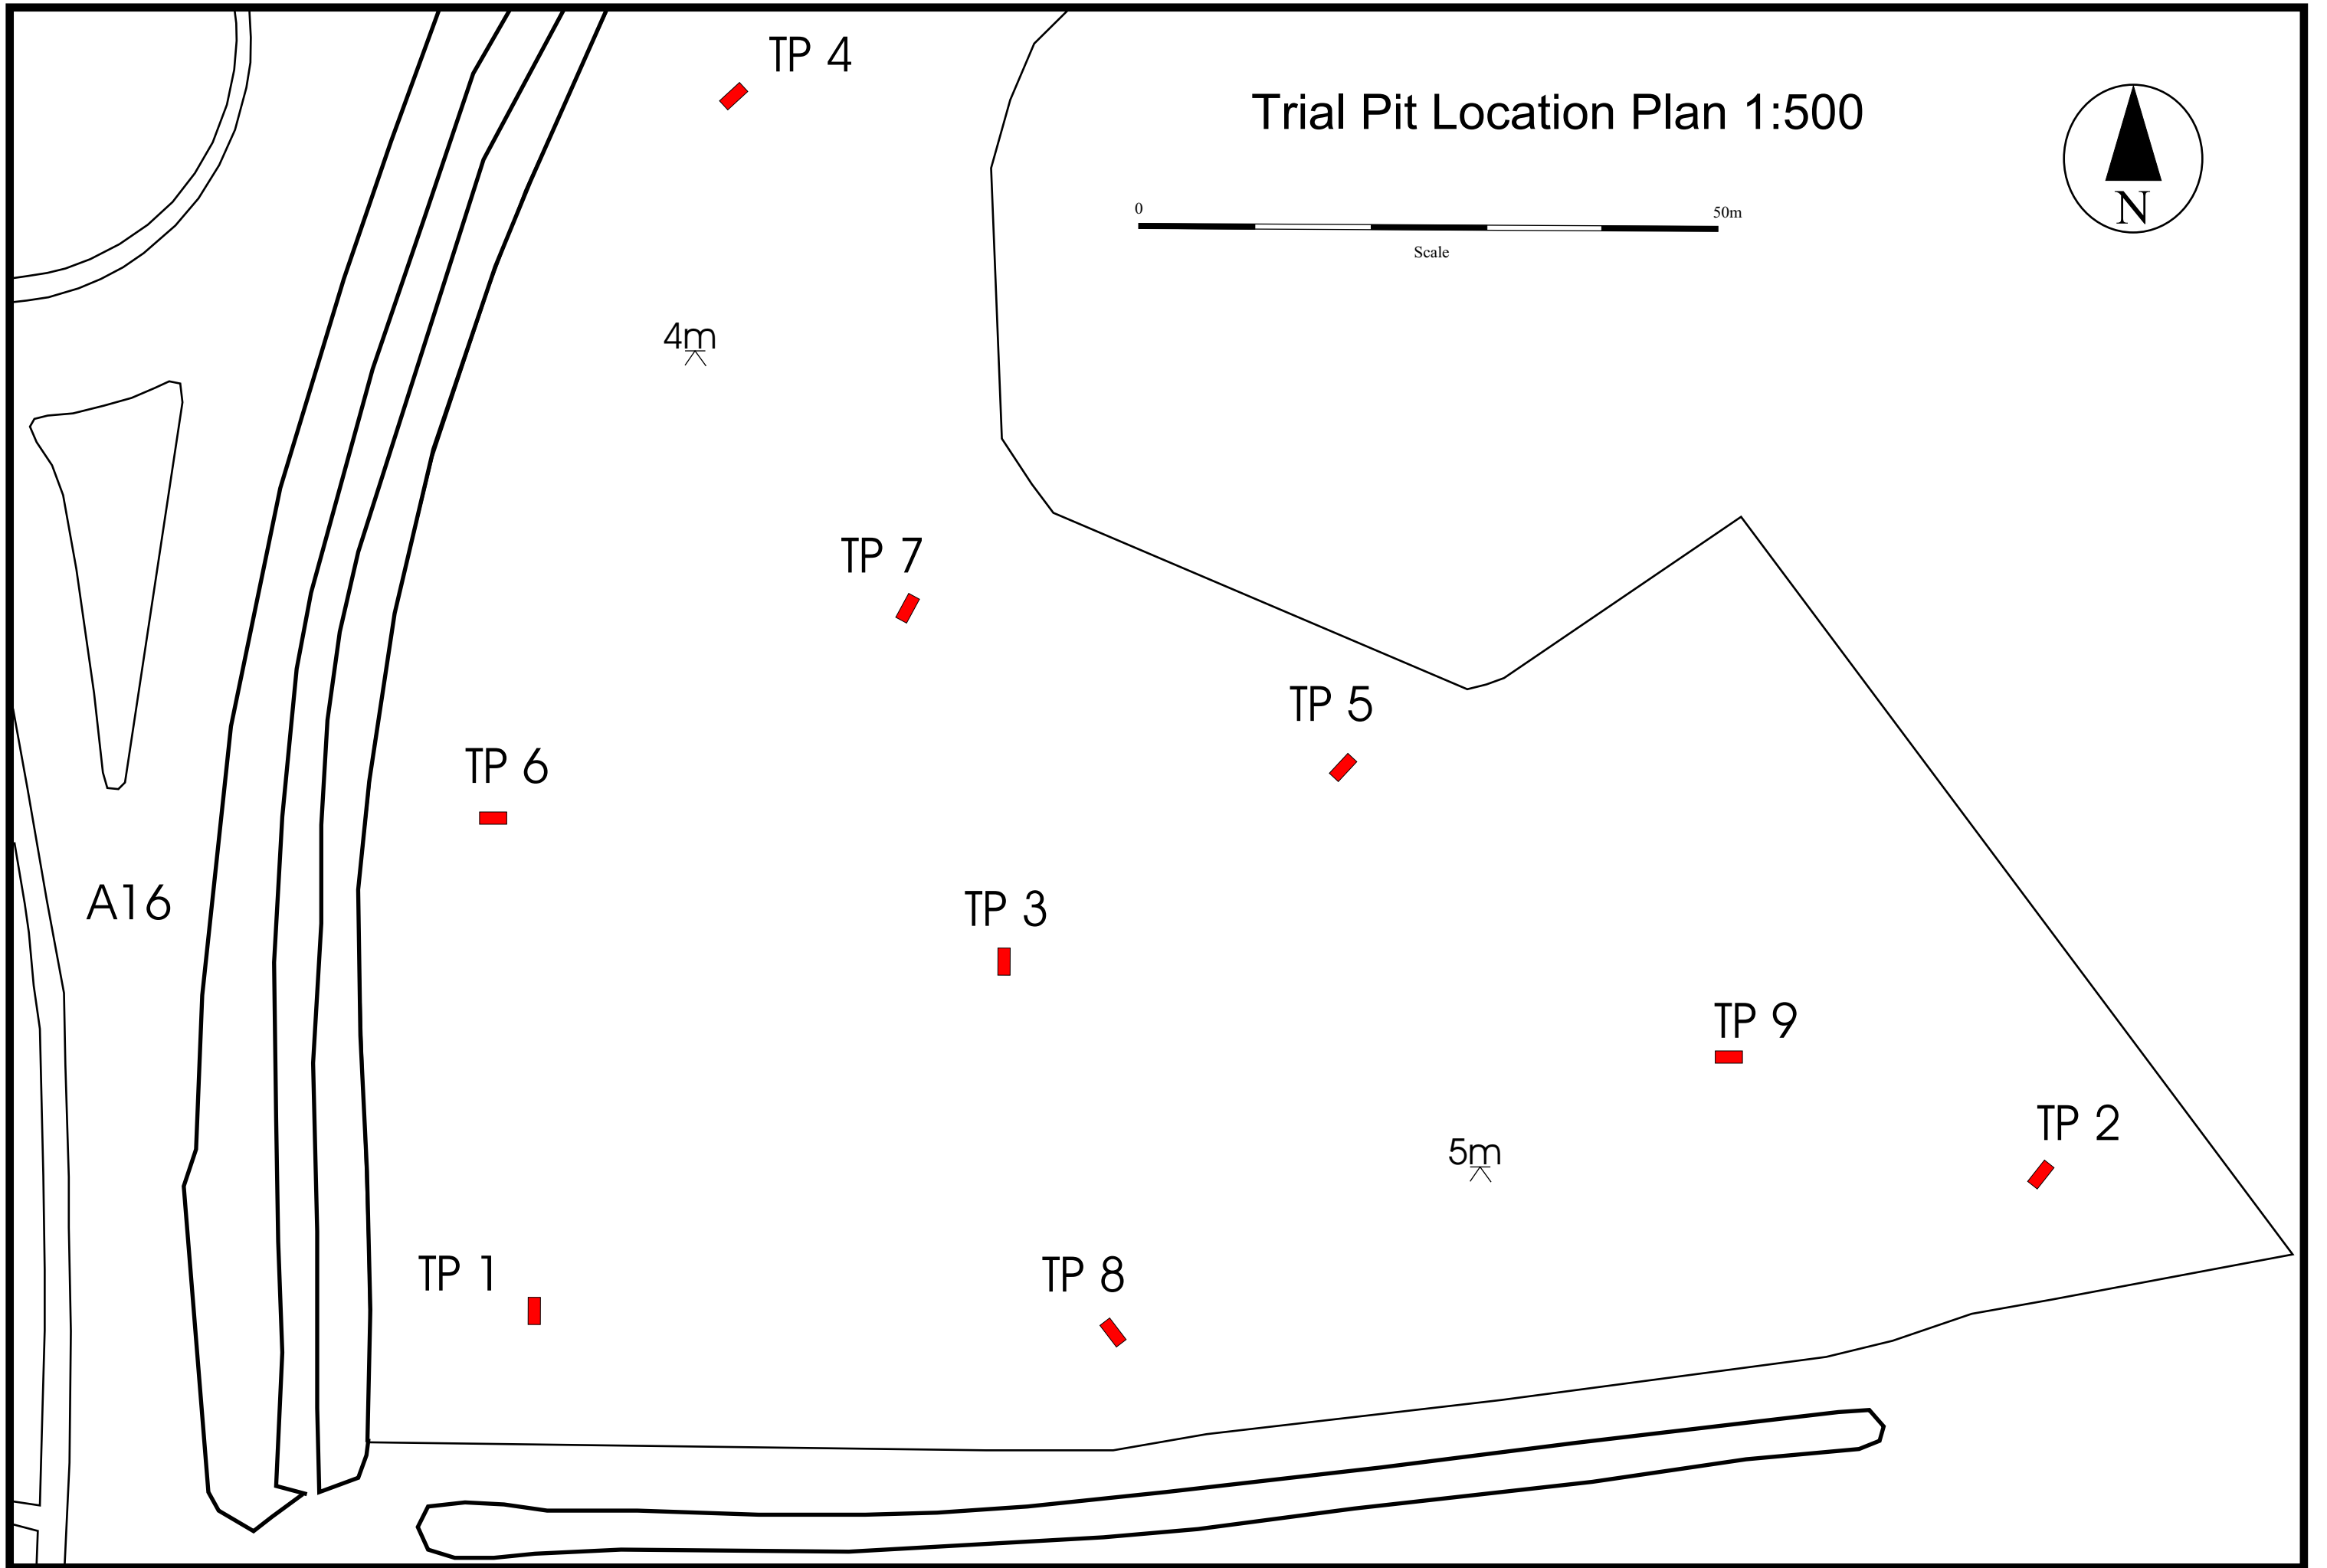 TP 4
Trial Pit Location Plan 1:500
N
0
50m
Scale
4m
TP 7
TP 5
TP 6
A16
TP 3
TP 9
TP 2
5m
TP 1
TP 8